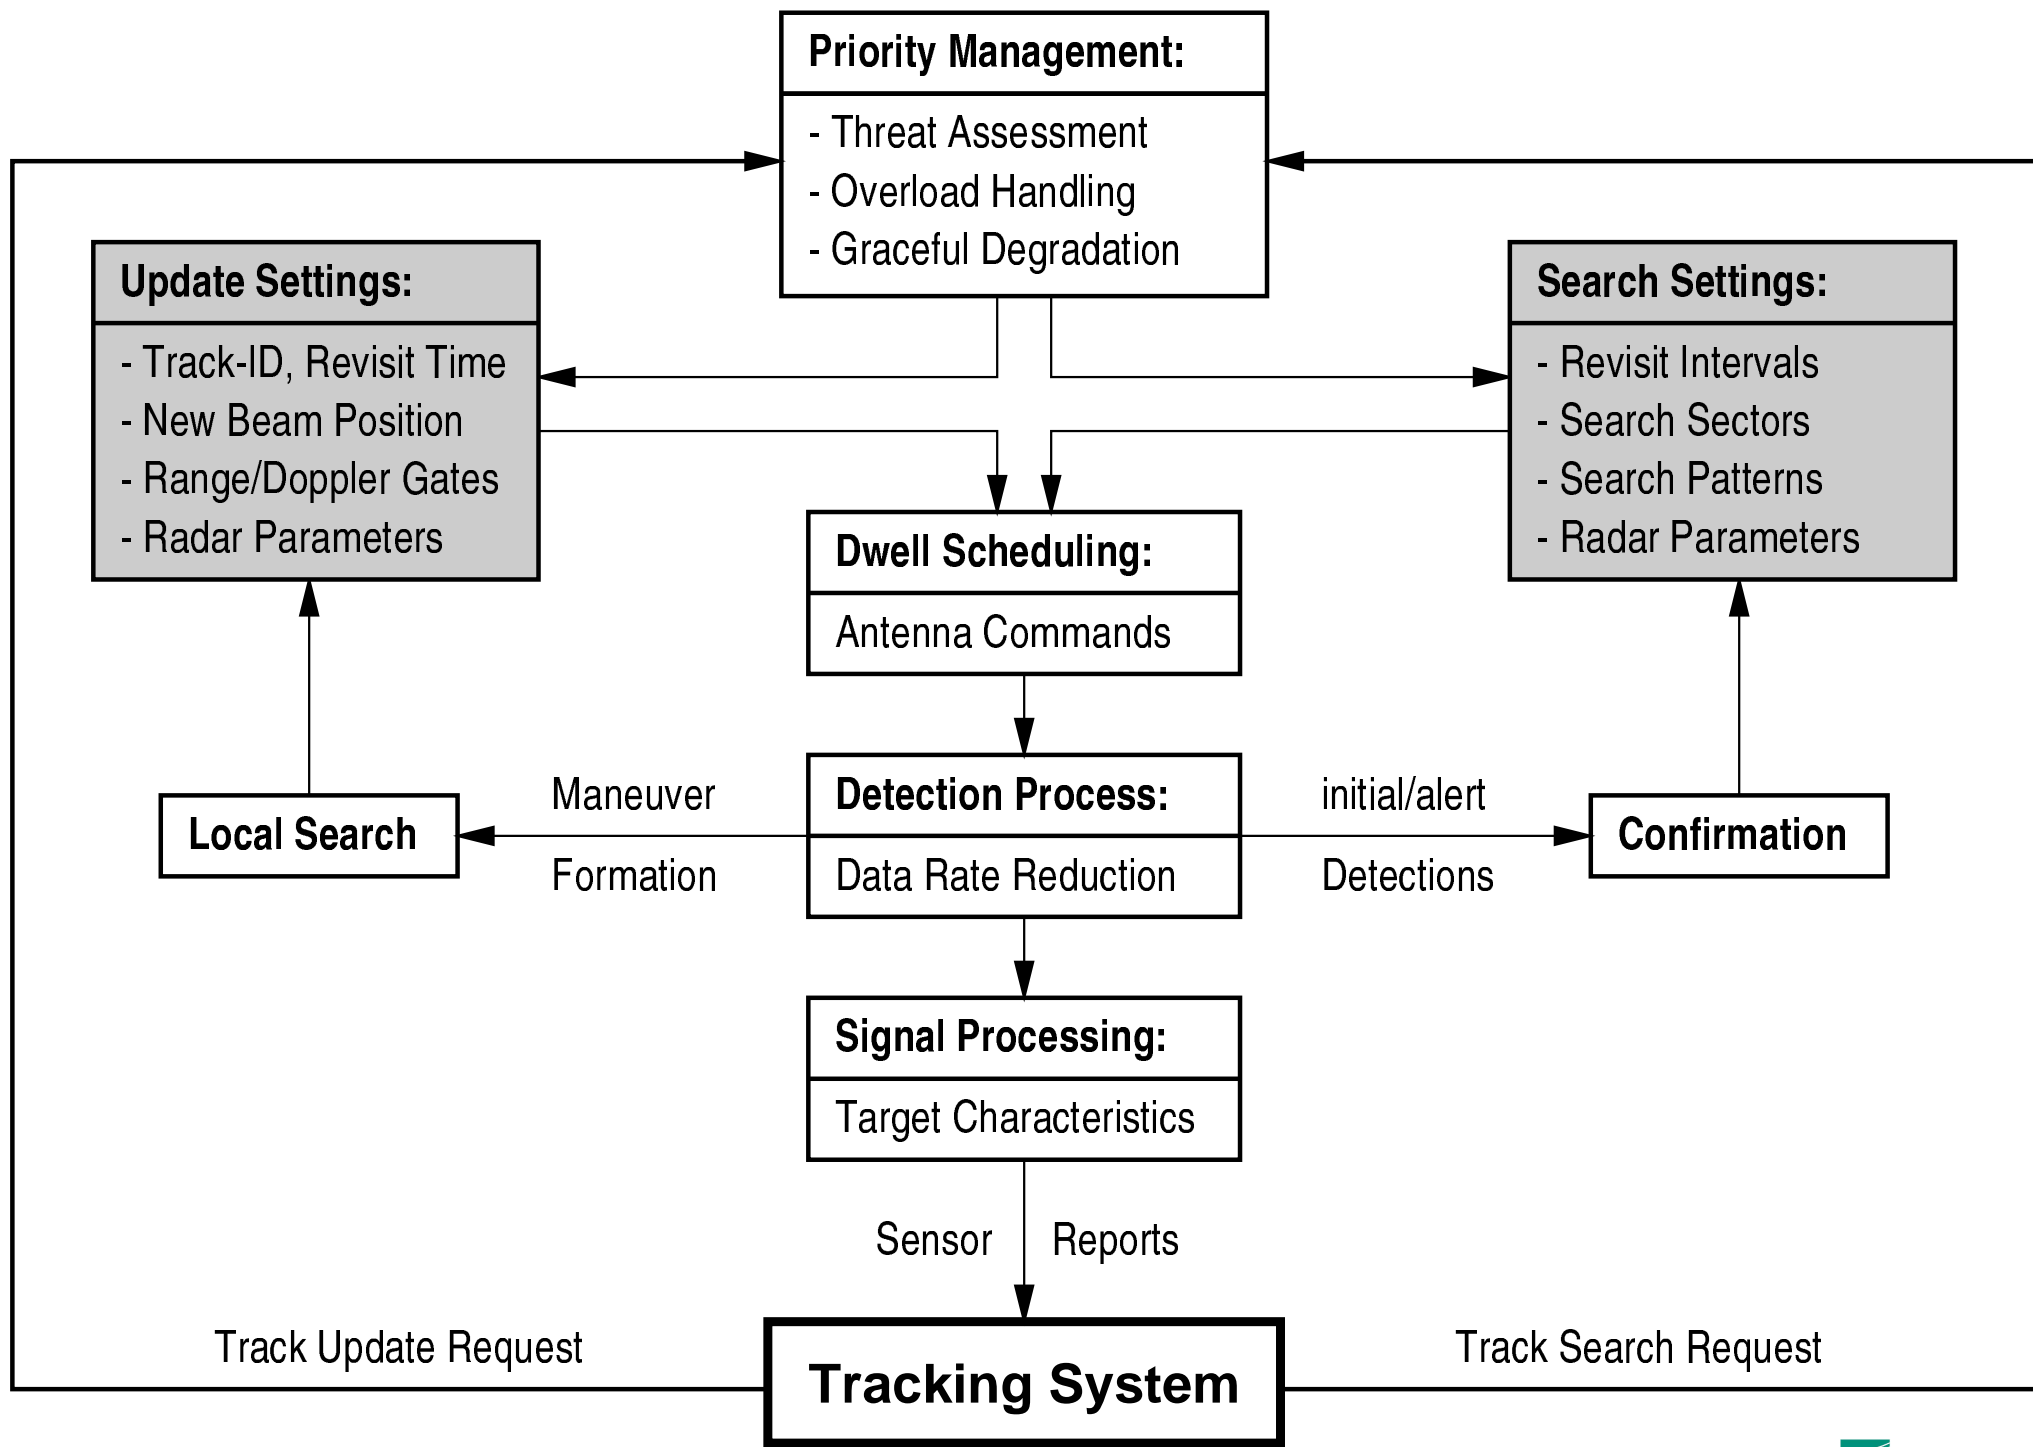 Priority Management:
- Threat Assessment
- Overload Handling
- Graceful Degradation
Update Settings:
- Track-ID, Revisit Time
- New Beam Position
- Range/Doppler Gates
- Radar Parameters
Search Settings:
- Revisit Intervals
- Search Sectors
- Search Patterns
- Radar Parameters
Dwell Scheduling:
Antenna Commands
Local Search
Maneuver
Formation
Detection Process:
Data Rate Reduction
initial/alert
Detections
Confirmation
Signal Processing:
Target Characteristics
Sensor Reports
Track Update Request
Tracking System
Track Search Request